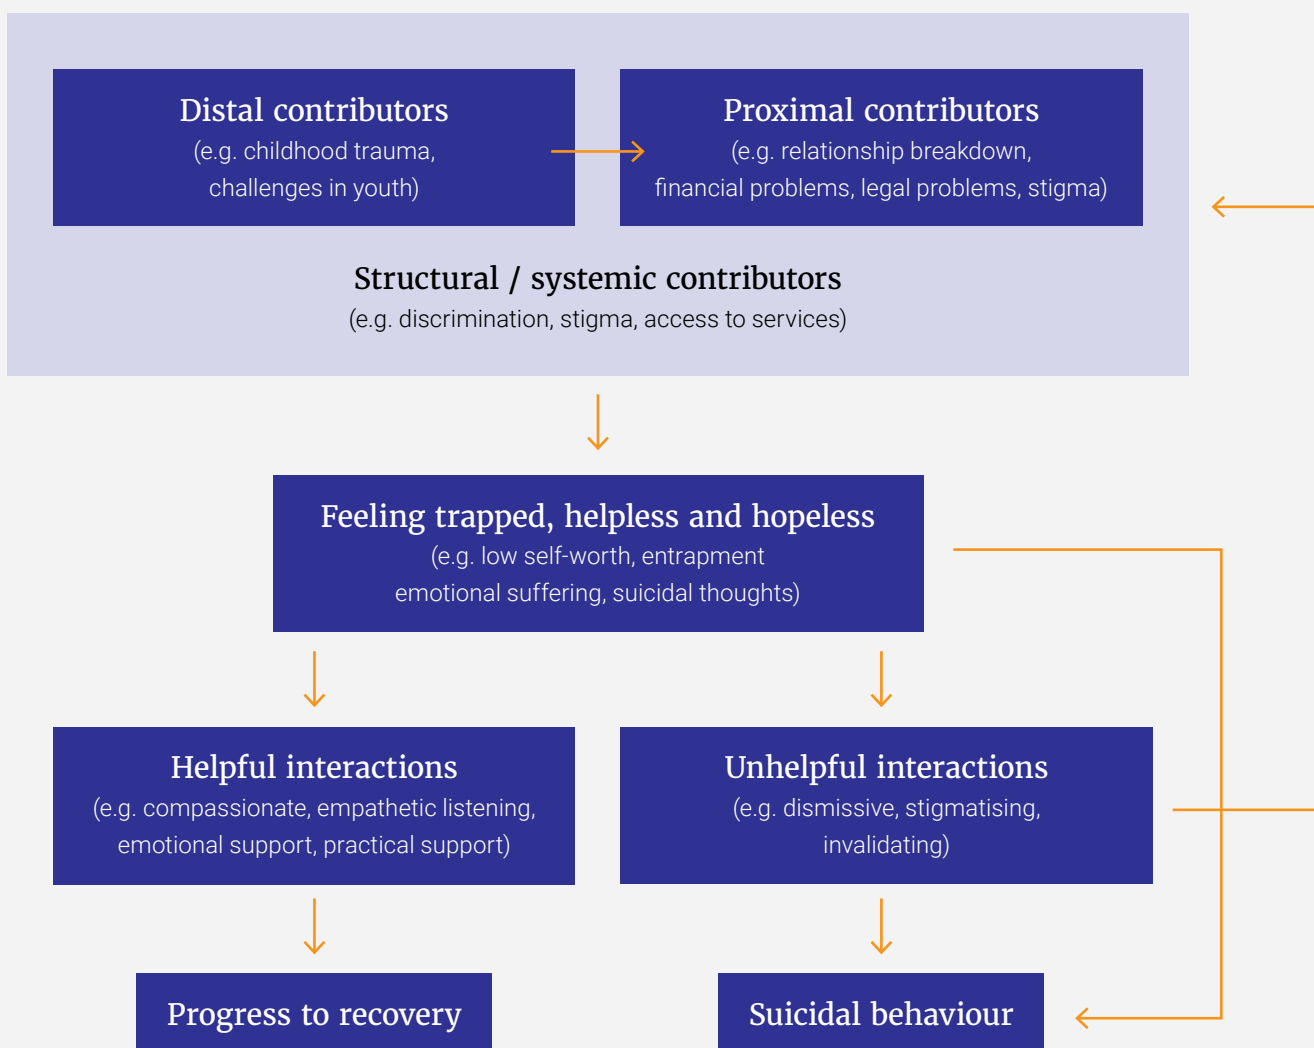 Distal contributors
(e.g. childhood trauma,
challenges in youth)
Proximal contributors
(e.g. relationship breakdown,
financial problems, legal problems, stigma)
Structural / systemic contributors
(e.g. discrimination, stigma, access to services)
Feeling trapped, helpless and hopeless
(e.g. low self-worth, entrapment
emotional suffering, suicidal thoughts)
Helpful interactions
(e.g. compassionate, empathetic listening,
emotional support, practical support)
Unhelpful interactions
(e.g. dismissive, stigmatising,
invalidating)
Progress to recovery
Suicidal behaviour